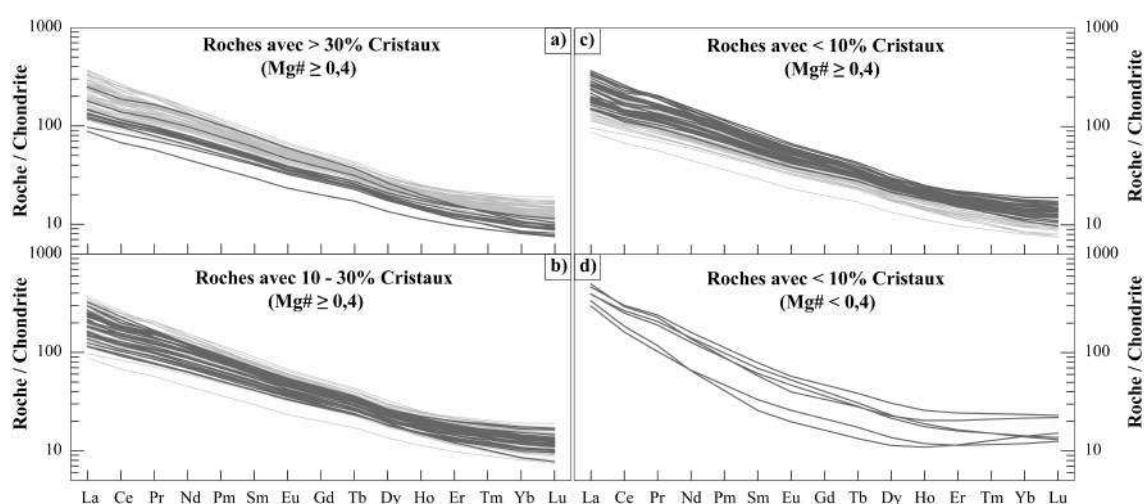 1000
100
10
1000
100
10
Roche / Chondrite
Roche / Chondrite
Roches avec > 30% Cristaux
(Mg# ≥ 0,4)
a)
c)
Roches avec < 10% Cristaux
(Mg# ≥ 0,4)
1000
100
10
1000
100
10
Roche / Chondrite
Roche / Chondrite
Roches avec 10 - 30% Cristaux
(Mg# ≥ 0,4)
b)
d)
Roches avec < 10% Cristaux
(Mg# < 0,4)
La Ce Pr Nd Pm Sm Eu Gd Tb Dy Ho Er Tm Yb Lu
La Ce Pr Nd Pm Sm Eu Gd Tb Dy Ho Er Tm Yb Lu